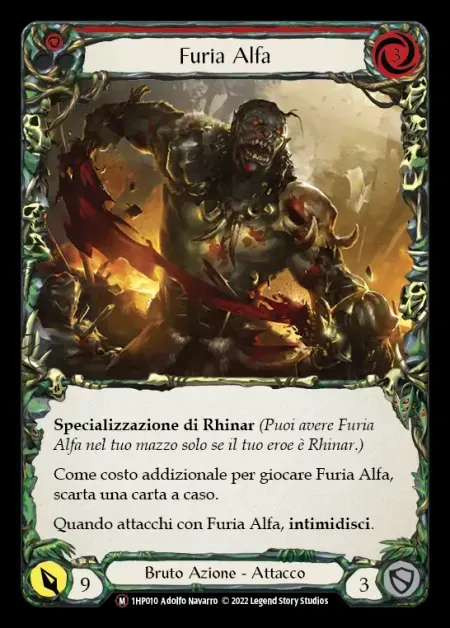 Furia Alfa
3
Specializzazione di Rhinar (Puoi avere Furia
Alfa nel tuo mazzo solo se il tuo eroe è Rhinar.)
Come costo addizionale per giocare Furia Alfa,
scarta una carta a caso.
Quando attacchi con Furia Alfa, intimidisci.
9
Bruto Azione - Attacco
3
M 1HP010 Adolfo Navarro © 2022 Legend Story Studios